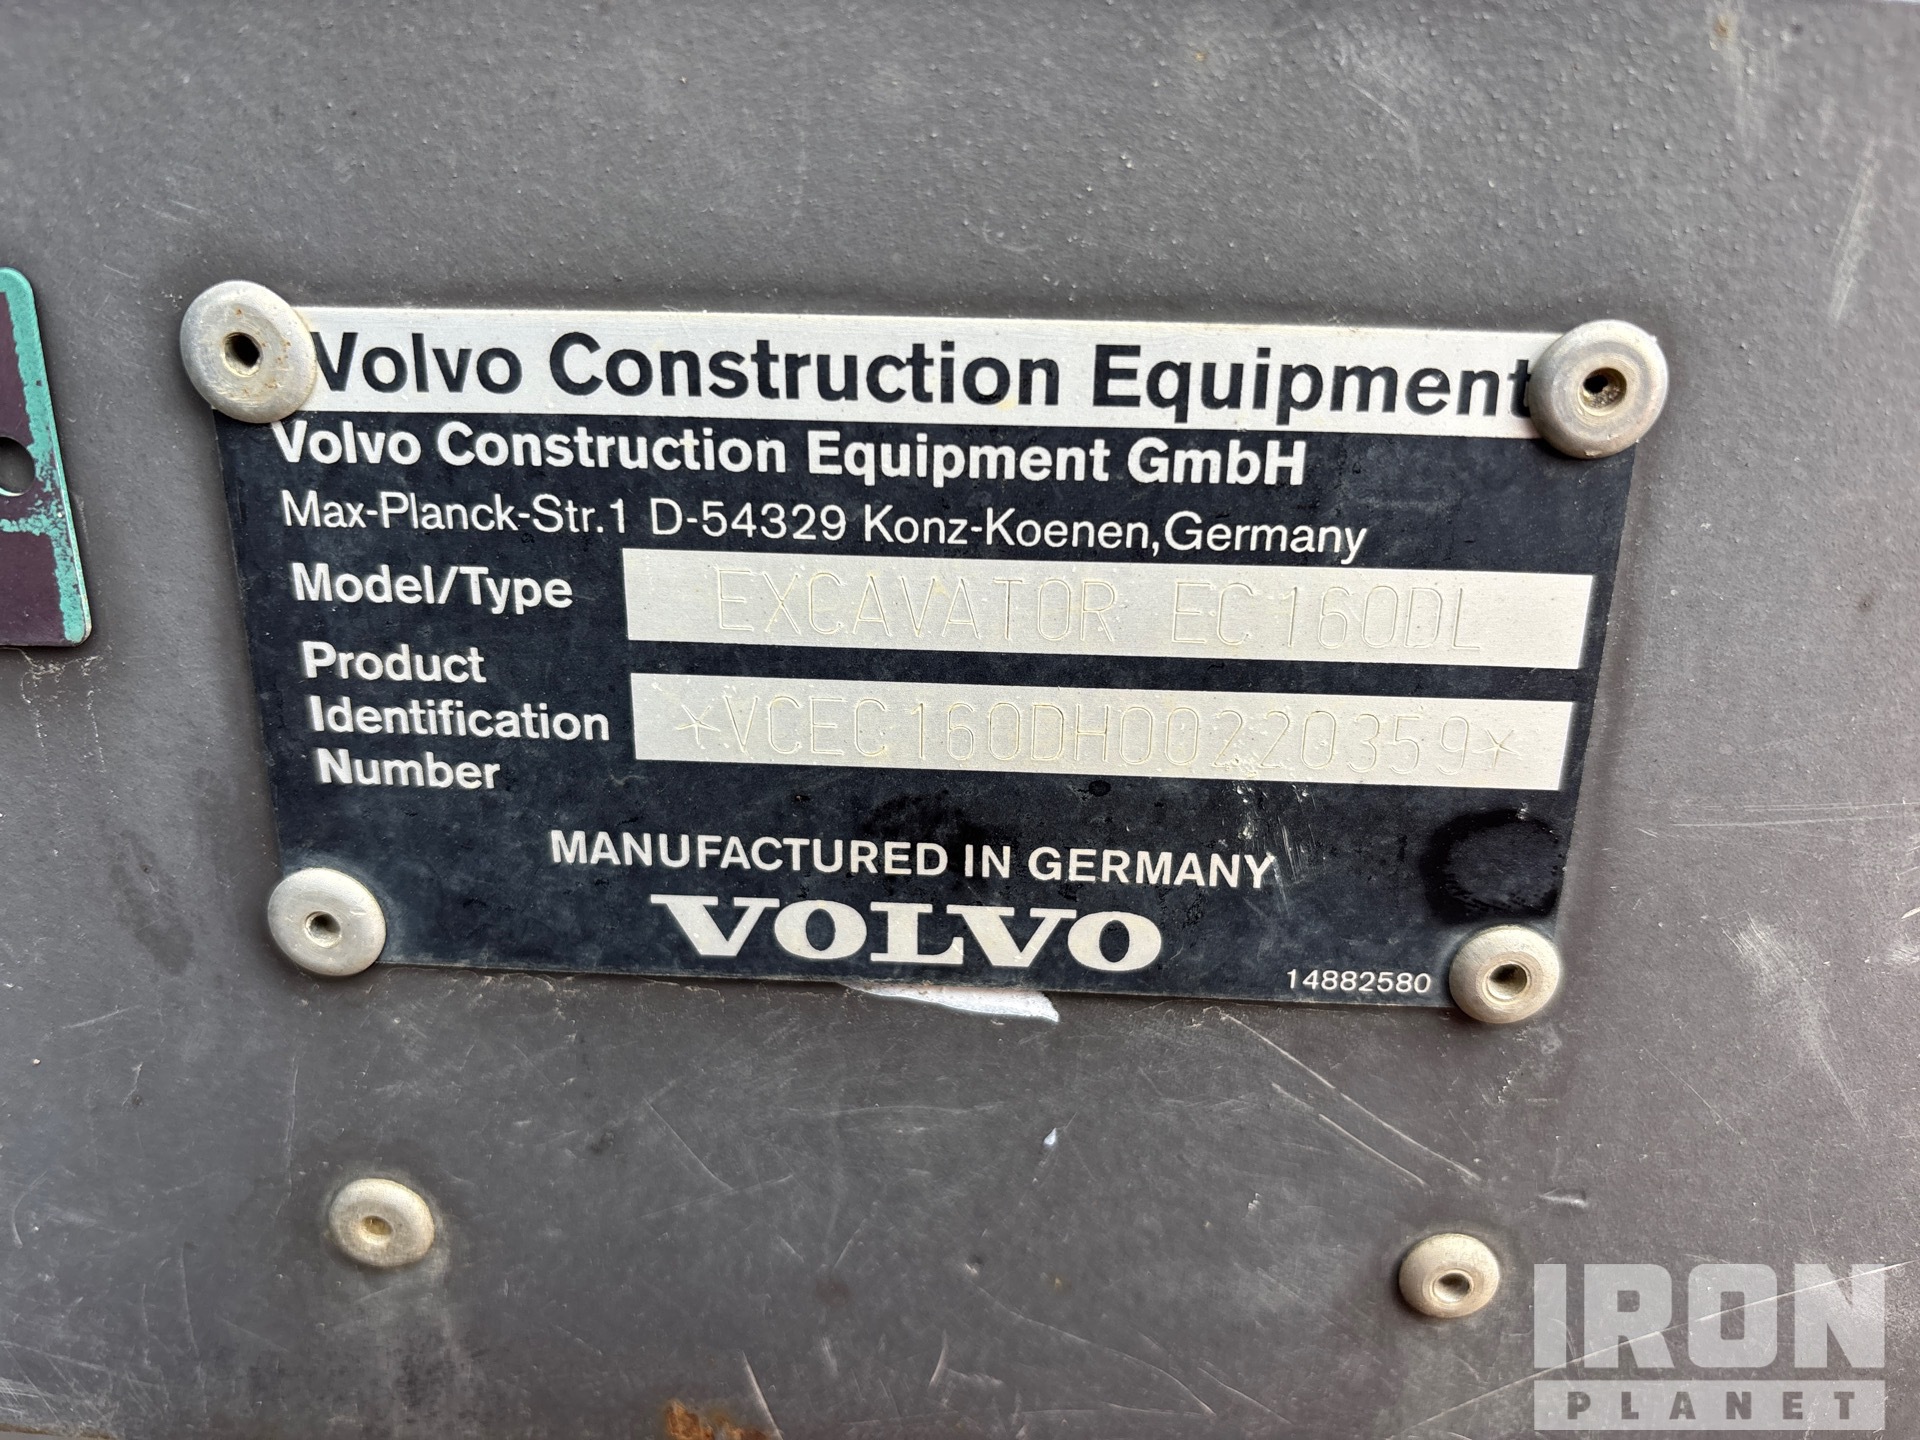 Volvo Construction Equipment
Volvo Construction Equipment GmbH
Max-Planck-Str.1 D-54329 Konz-Koenen,Germany
Model/Type EXCAVATOR EC160DL
Product Identification Number *VCEC160DH00220359*
MANUFACTURED IN GERMANY
VOLVO
14882580
IRON
PLANET